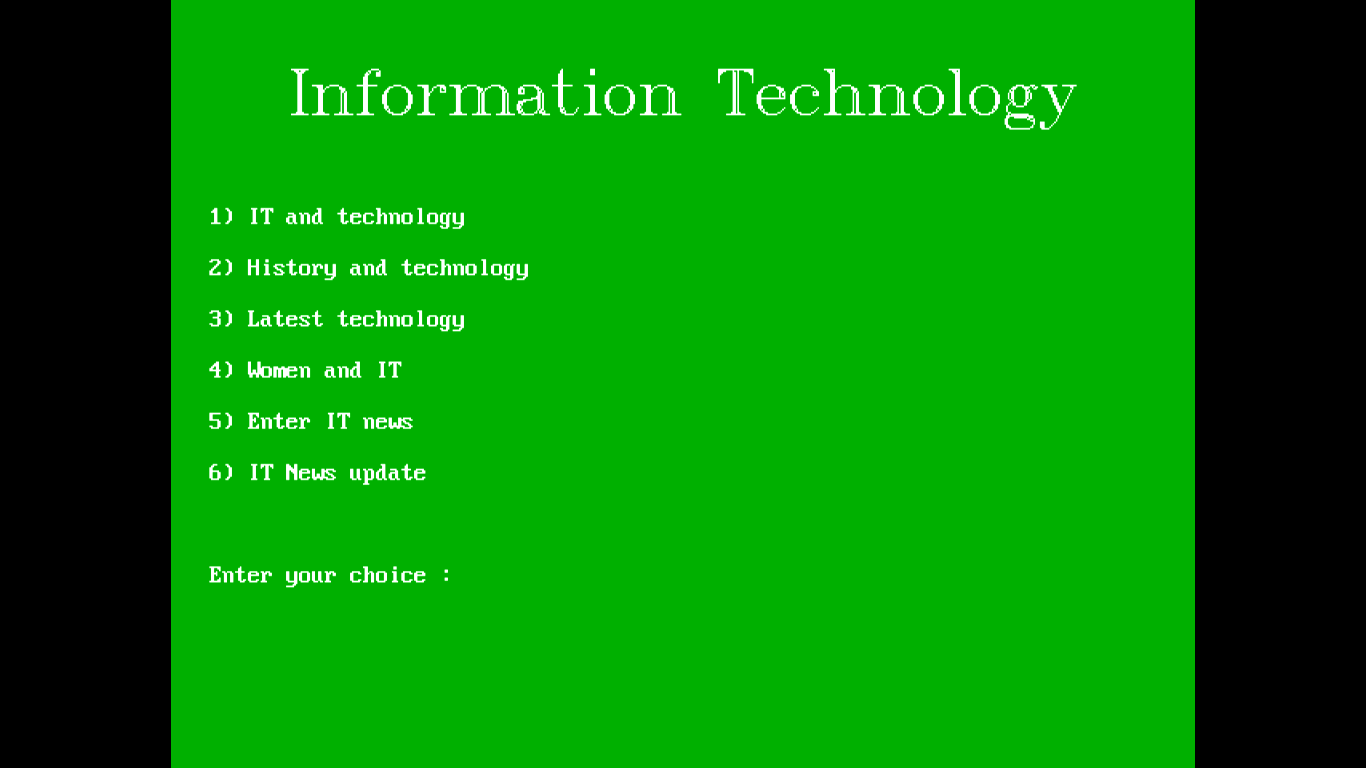 Information Technology
1) IT and technology
2) History and technology
3) Latest technology
4) Women and IT
5) Enter IT news
6) IT News update
Enter your choice :